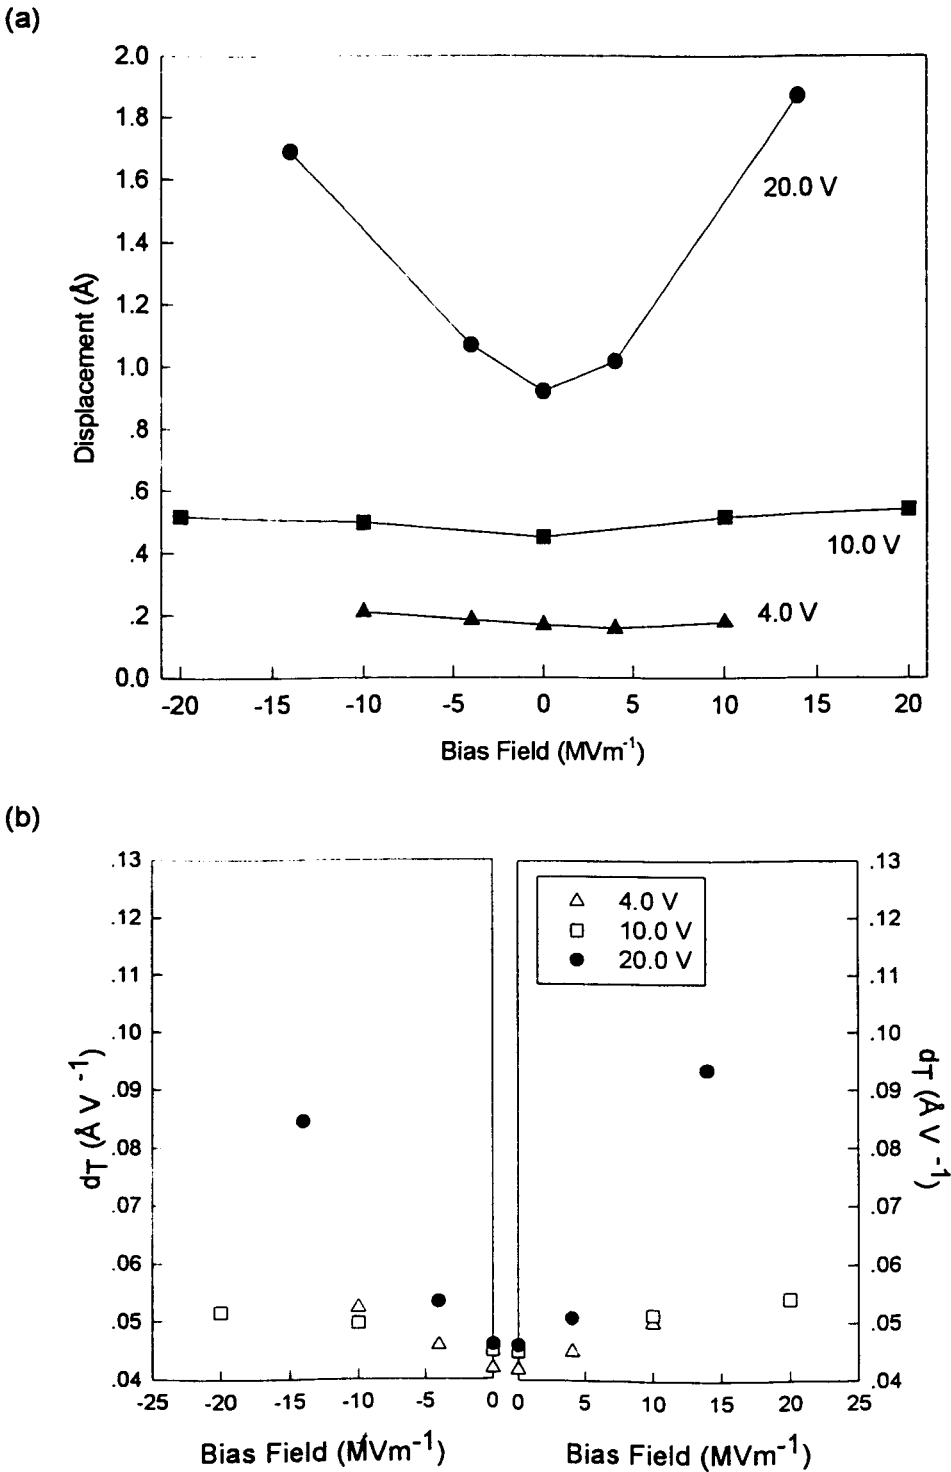 (a)
2.0
1.8
1.6
1.4
1.2
1.0
.8
.6
.4
.2
0.0
Displacement (Å)
20.0 V
10.0 V
4.0 V
-20 -15 -10 -5 0 5 10 15 20
Bias Field (MVm-1)
(b)
.13
.12
.11
.10
.09
.08
.07
.06
.05
.04
dT (Å V -1)
-25 -20 -15 -10 -5 0
Bias Field (MVm-1)
4.0 V
10.0 V
20.0 V
.13
.12
.11
.10
.09
.08
.07
.06
.05
.04
dT (Å V -1)
0 5 10 15 20 25
Bias Field (MVm-1)